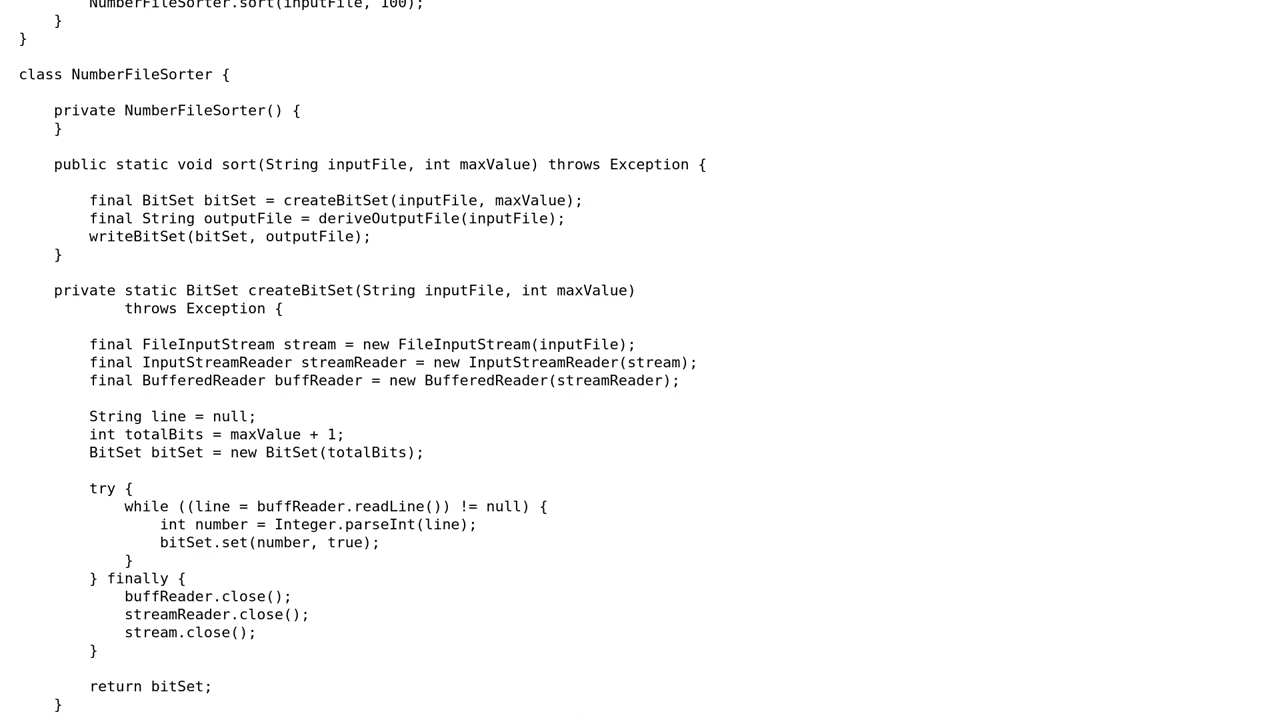 NumberFileSorter.sort(inputFile, 100);
    }
}

class NumberFileSorter {

    private NumberFileSorter() {
    }

    public static void sort(String inputFile, int maxValue) throws Exception {

        final BitSet bitSet = createBitSet(inputFile, maxValue);
        final String outputFile = deriveOutputFile(inputFile);
        writeBitSet(bitSet, outputFile);
    }

    private static BitSet createBitSet(String inputFile, int maxValue)
            throws Exception {

        final FileInputStream stream = new FileInputStream(inputFile);
        final InputStreamReader streamReader = new InputStreamReader(stream);
        final BufferedReader buffReader = new BufferedReader(streamReader);

        String line = null;
        int totalBits = maxValue + 1;
        BitSet bitSet = new BitSet(totalBits);

        try {
            while ((line = buffReader.readLine()) != null) {
                int number = Integer.parseInt(line);
                bitSet.set(number, true);
            }
        } finally {
            buffReader.close();
            streamReader.close();
            stream.close();
        }

        return bitSet;
    }